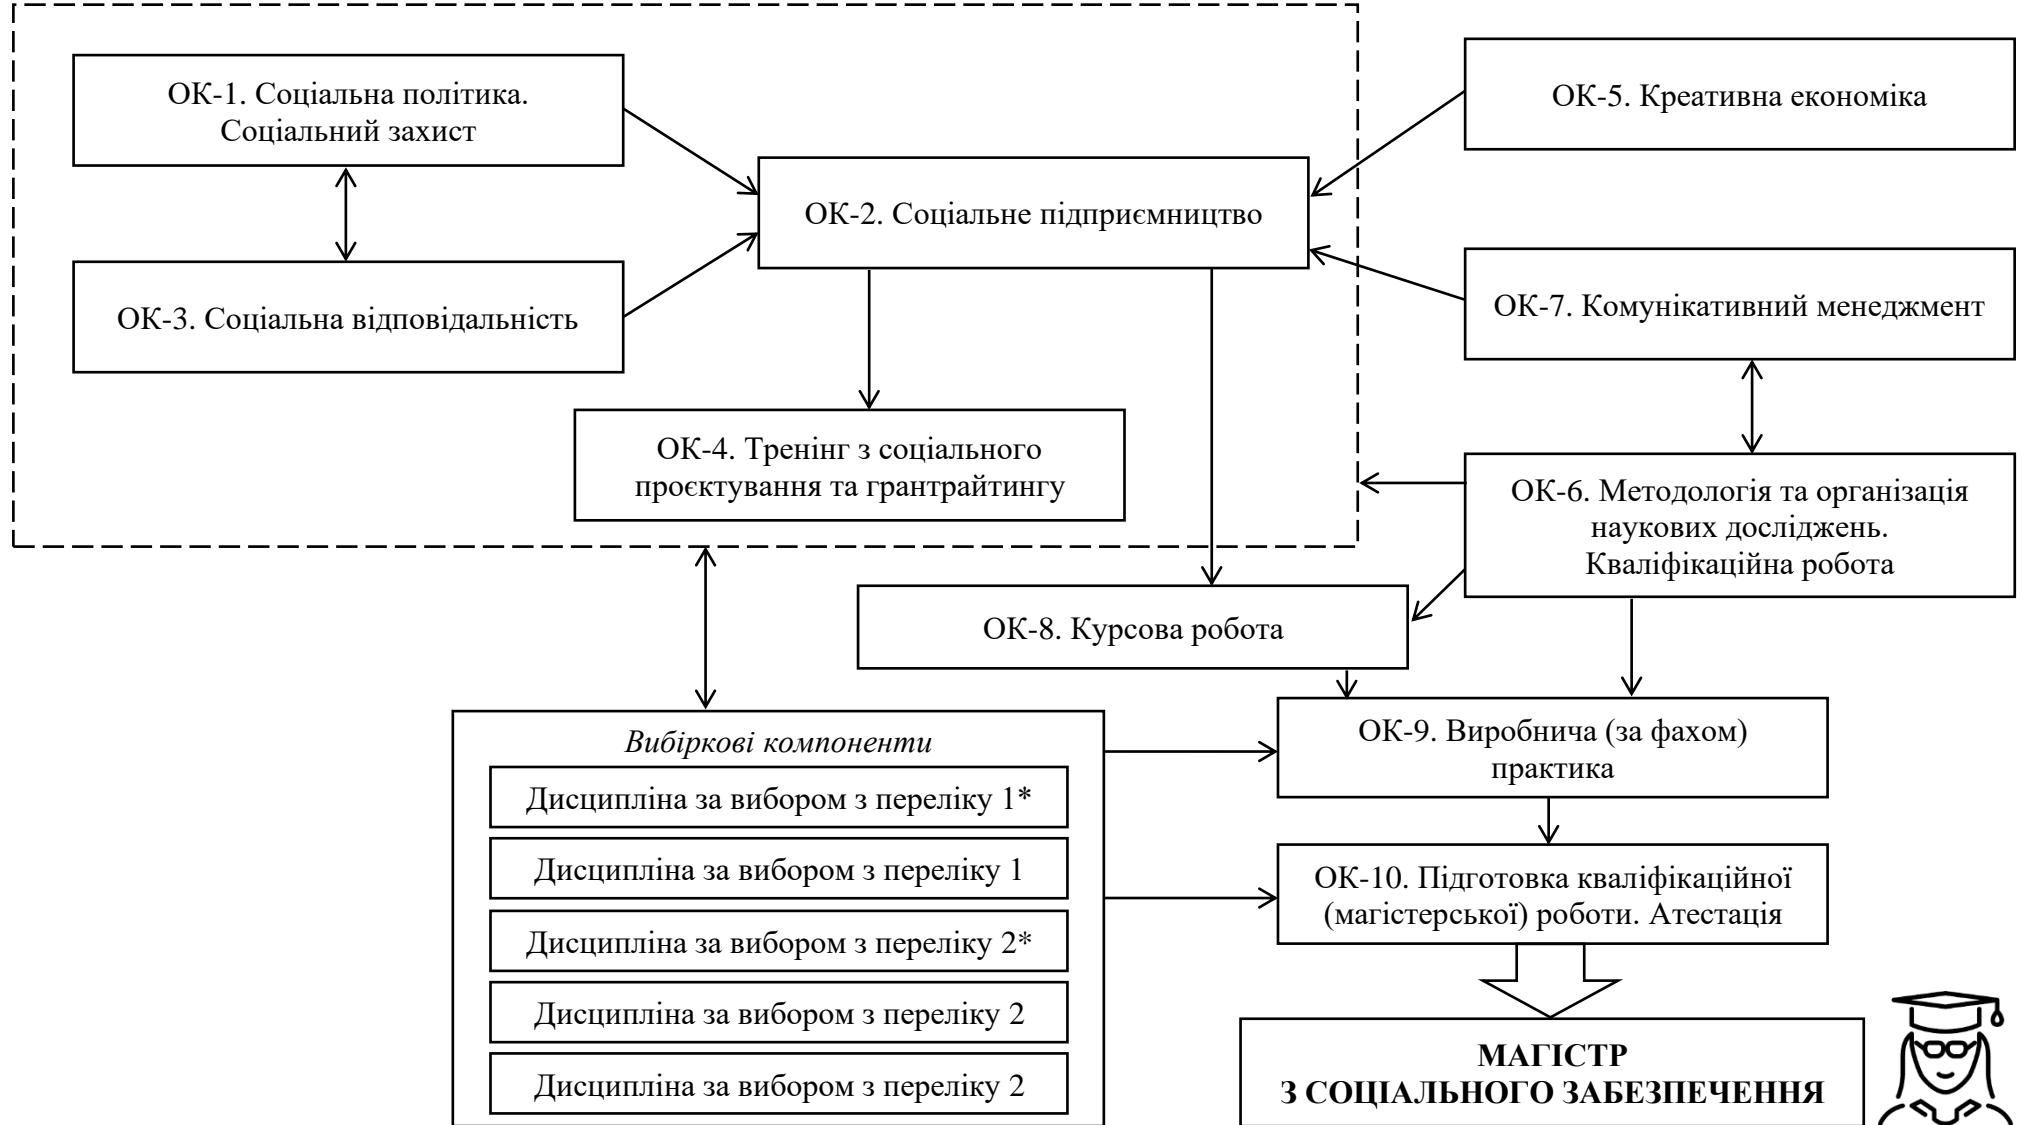 ОК-1. Соціальна політика.
Соціальний захист
ОК-5. Креативна економіка
ОК-2. Соціальне підприємництво
ОК-3. Соціальна відповідальність
ОК-7. Комунікативний менеджмент
ОК-4. Тренінг з соціального
проєктування та грантрайтингу
ОК-6. Методологія та організація
наукових досліджень.
Кваліфікаційна робота
ОК-8. Курсова робота
ОК-9. Виробнича (за фахом)
практика
Вибіркові компоненти
Дисципліна за вибором з переліку 1*
Дисципліна за вибором з переліку 1
Дисципліна за вибором з переліку 2*
Дисципліна за вибором з переліку 2
Дисципліна за вибором з переліку 2
ОК-10. Підготовка кваліфікаційної
(магістерської) роботи. Атестація
МАГІСТР
З СОЦІАЛЬНОГО ЗАБЕЗПЕЧЕННЯ